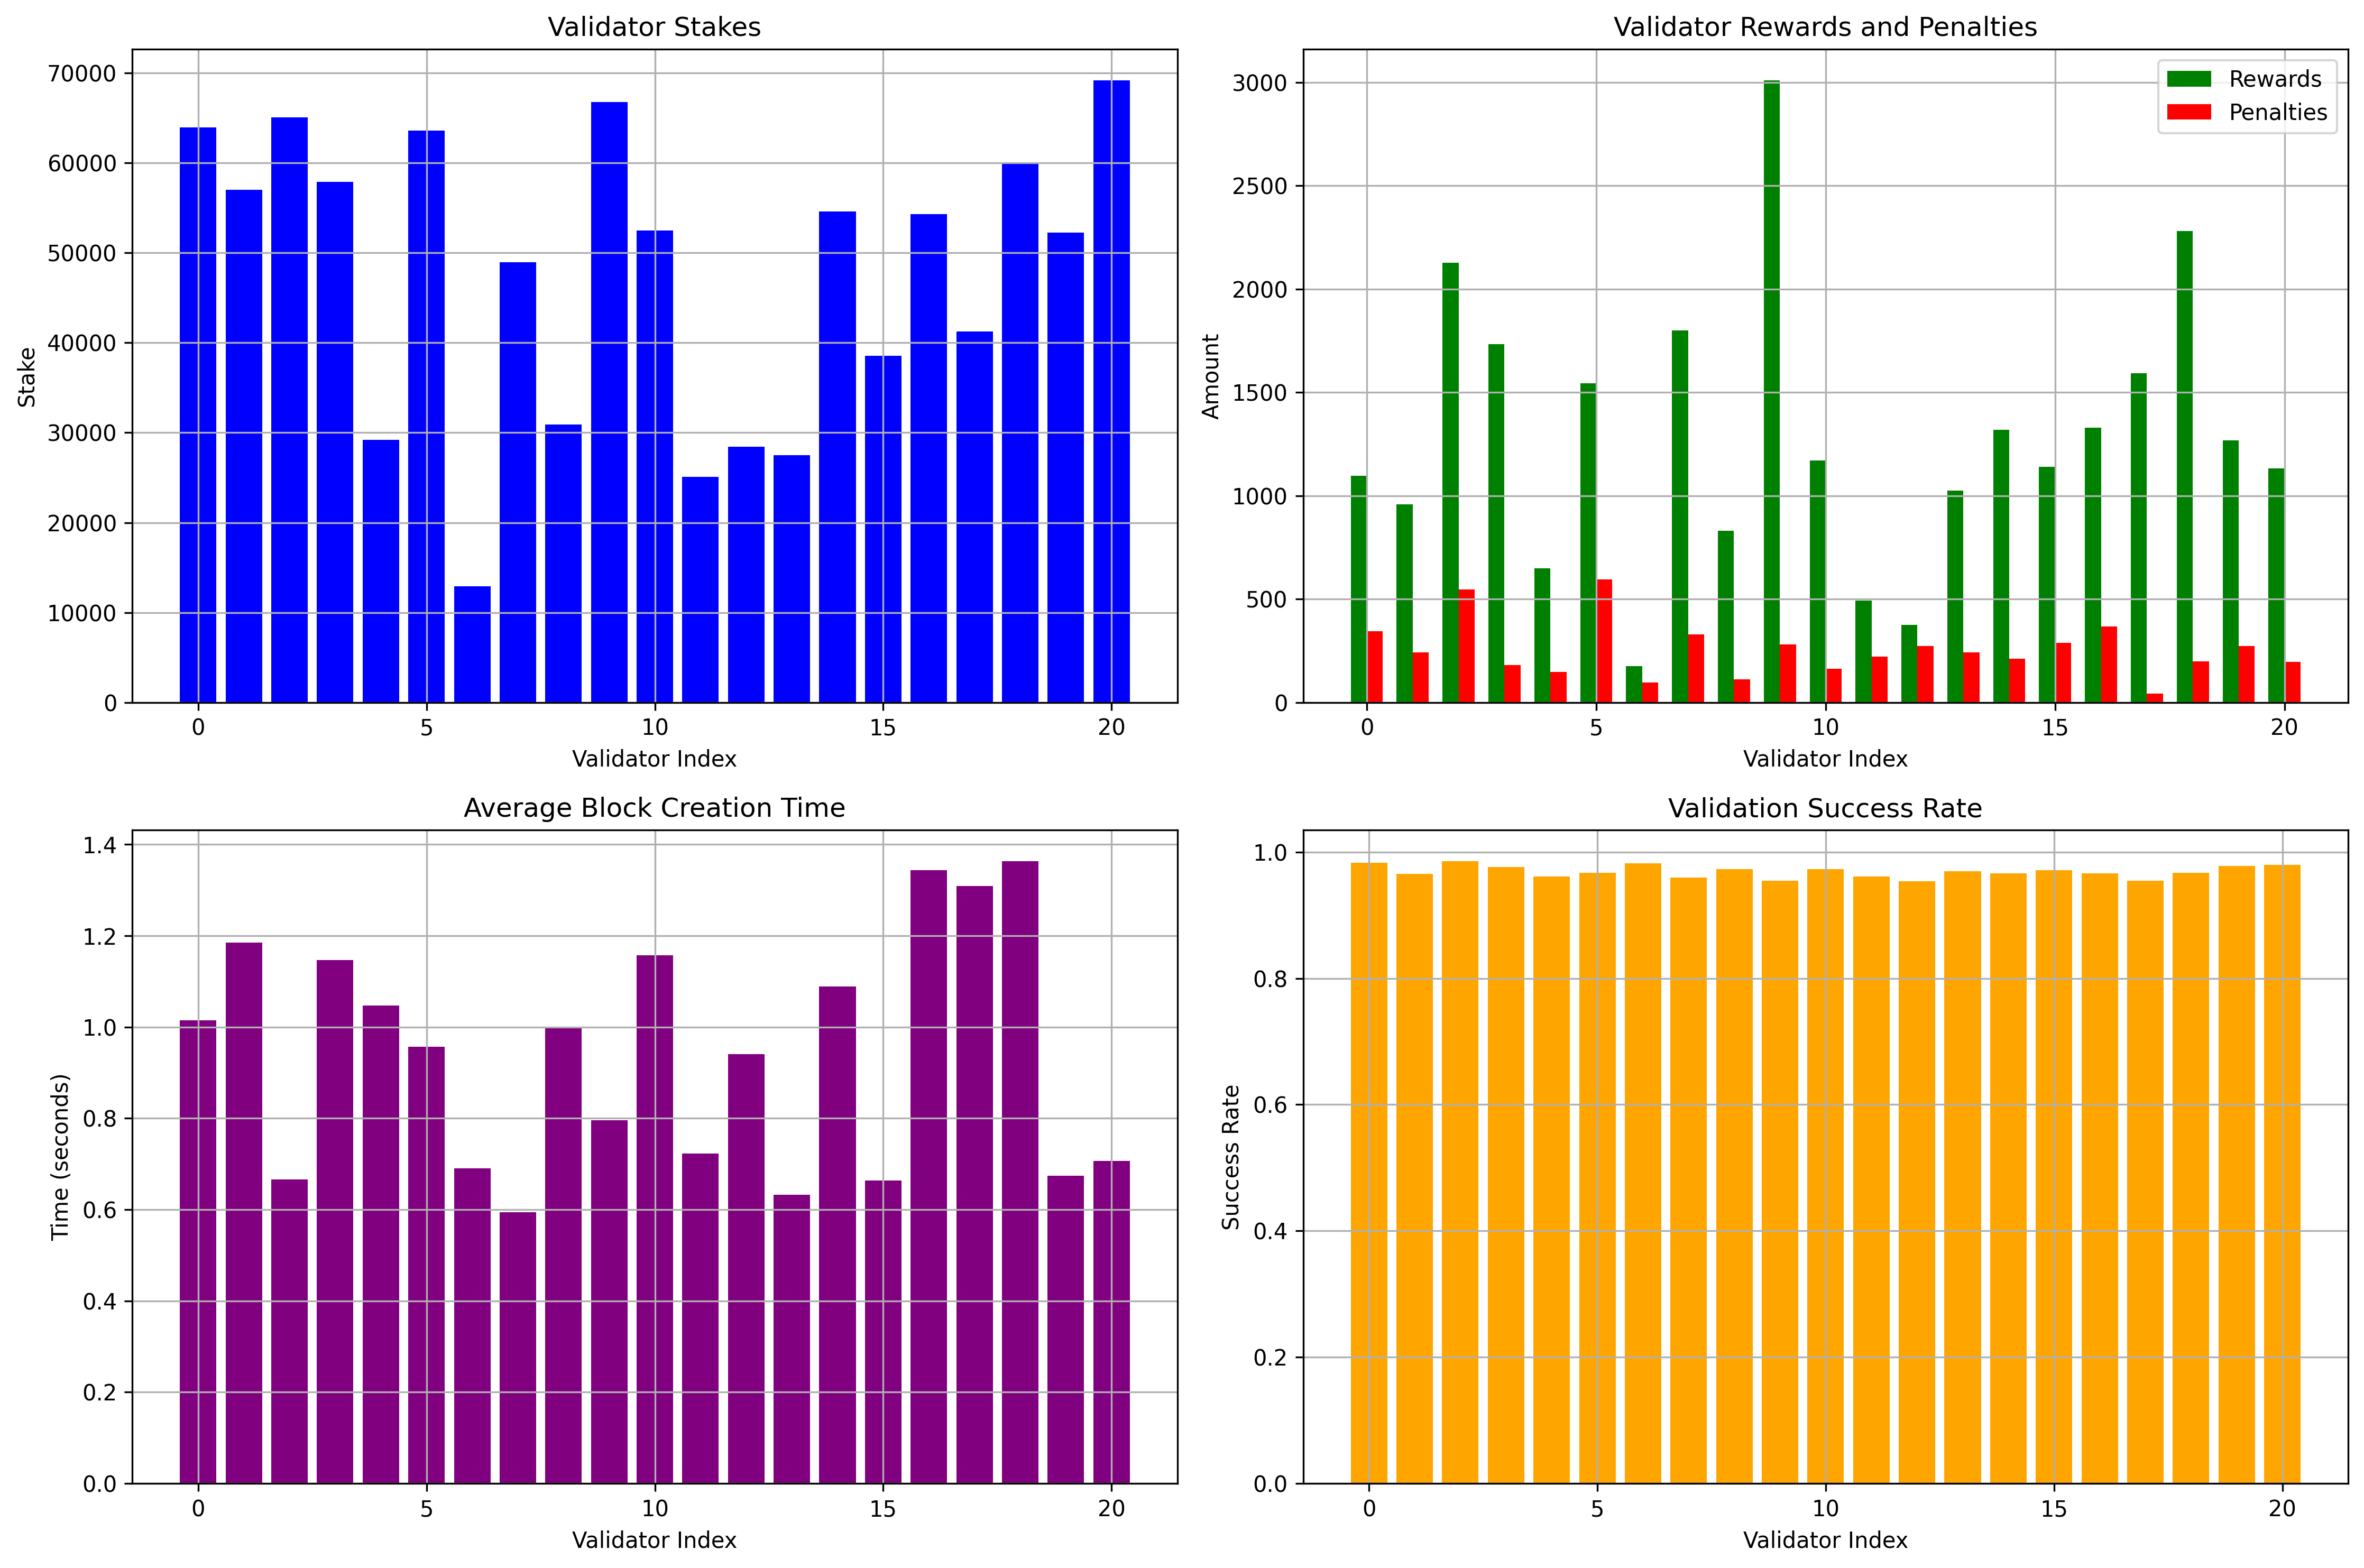 Validator Stakes
70000
60000
50000
40000
30000
20000
10000
0
Stake
0 5 10 15 20
Validator Index
Validator Rewards and Penalties
3000
2500
2000
1500
1000
500
0
Amount
Rewards
Penalties
0 5 10 15 20
Validator Index
Average Block Creation Time
1.4
1.2
1.0
0.8
0.6
0.4
0.2
0.0
Time (seconds)
0 5 10 15 20
Validator Index
Validation Success Rate
1.0
0.8
0.6
0.4
0.2
0.0
Success Rate
0 5 10 15 20
Validator Index